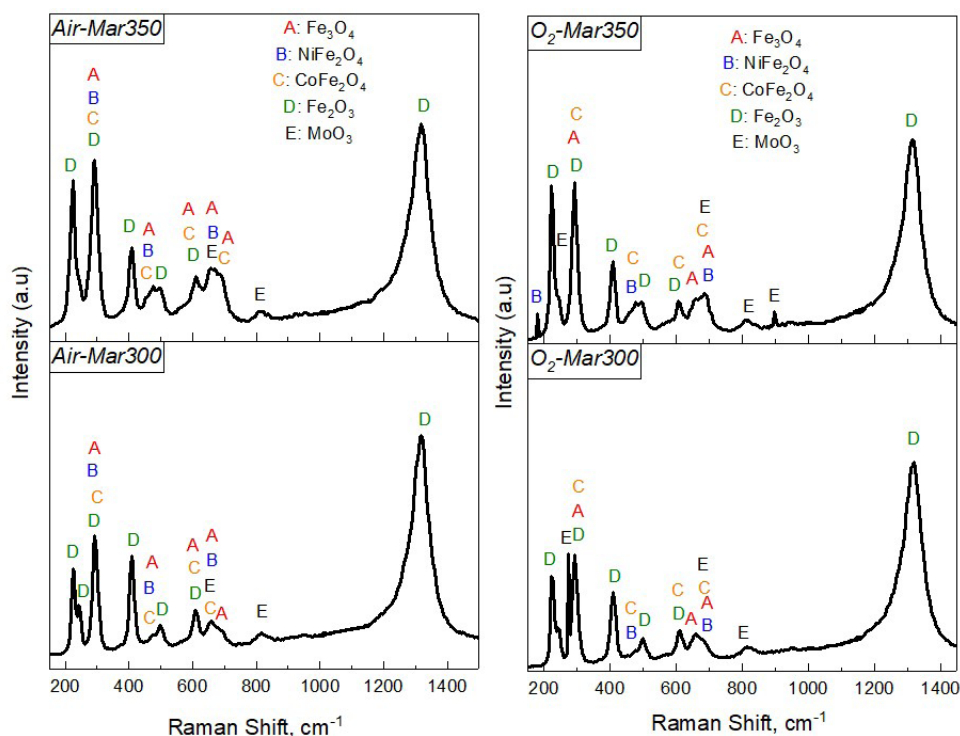 Air-Mar350
A: Fe₃O₄
B: NiFe₂O₄
C: CoFe₂O₄
D: Fe₂O₃
E: MoO₃
D
A
B
C
D
D
A
B
C
D
A
C
D
A
B
E
A
C
E
D
Air-Mar300
D
D
A
B
C
D
D
A
B
C
D
A
C
D
A
B
E
C
A
E
D
Intensity (a.u)
200 400 600 800 1000 1200 1400
Raman Shift, cm⁻¹
O₂-Mar350
A: Fe₃O₄
B: NiFe₂O₄
C: CoFe₂O₄
D: Fe₂O₃
E: MoO₃
B
D
E
C
A
D
D
C
B
D
C
D
A
E
C
A
B
E
E
D
O₂-Mar300
D
E
C
A
D
D
C
B
D
C
D
A
E
C
A
B
E
D
Intensity (a.u)
200 400 600 800 1000 1200 1400
Raman Shift, cm⁻¹